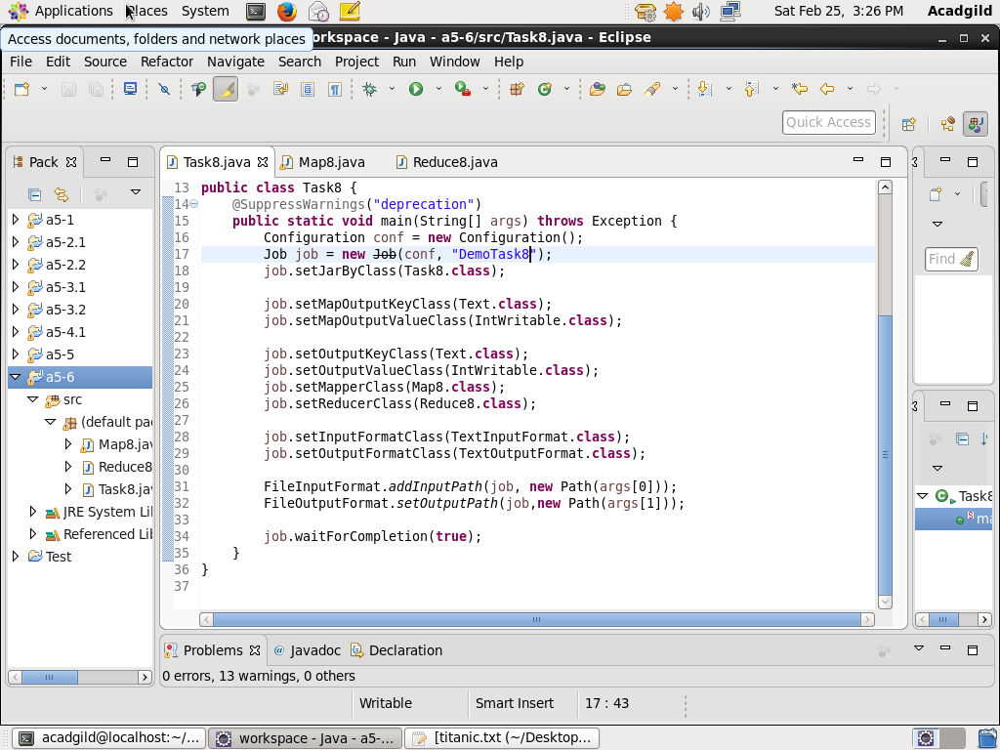 Applications Places System Sat Feb 25, 3:26 PM Acadgild
Access documents, folders and network places
orkspace - Java - a5-6/src/Task8.java - Eclipse
File Edit Source Refactor Navigate Search Project Run Window Help
Quick Access
Pack
Task8.java Map8.java Reduce8.java
a5-1
a5-2.1
a5-2.2
a5-3.1
a5-3.2
a5-4.1
a5-5
a5-6
src
(default pac
Map8.jav
Reduce8
Task8.jav
JRE System Lib
Referenced Lib
Test
13 public class Task8 {
14 @SuppressWarnings("deprecation")
15 public static void main(String[] args) throws Exception {
16 Configuration conf = new Configuration();
17 Job job = new Job(conf, "DemoTask8");
18 job.setJarByClass(Task8.class);
19
20 job.setMapOutputKeyClass(Text.class);
21 job.setMapOutputValueClass(IntWritable.class);
22
23 job.setOutputKeyClass(Text.class);
24 job.setOutputValueClass(IntWritable.class);
25 job.setMapperClass(Map8.class);
26 job.setReducerClass(Reduce8.class);
27
28 job.setInputFormatClass(TextInputFormat.class);
29 job.setOutputFormatClass(TextOutputFormat.class);
30
31 FileInputFormat.addInputPath(job, new Path(args[0]));
32 FileOutputFormat.setOutputPath(job,new Path(args[1]));
33
34 job.waitForCompletion(true);
35 }
36 }
37
Find
Task8
S ma
Problems @ Javadoc Declaration
0 errors, 13 warnings, 0 others
Writable Smart Insert 17 : 43
acadgild@localhost:~/... workspace - Java - a5-... [titanic.txt (~/Desktop...